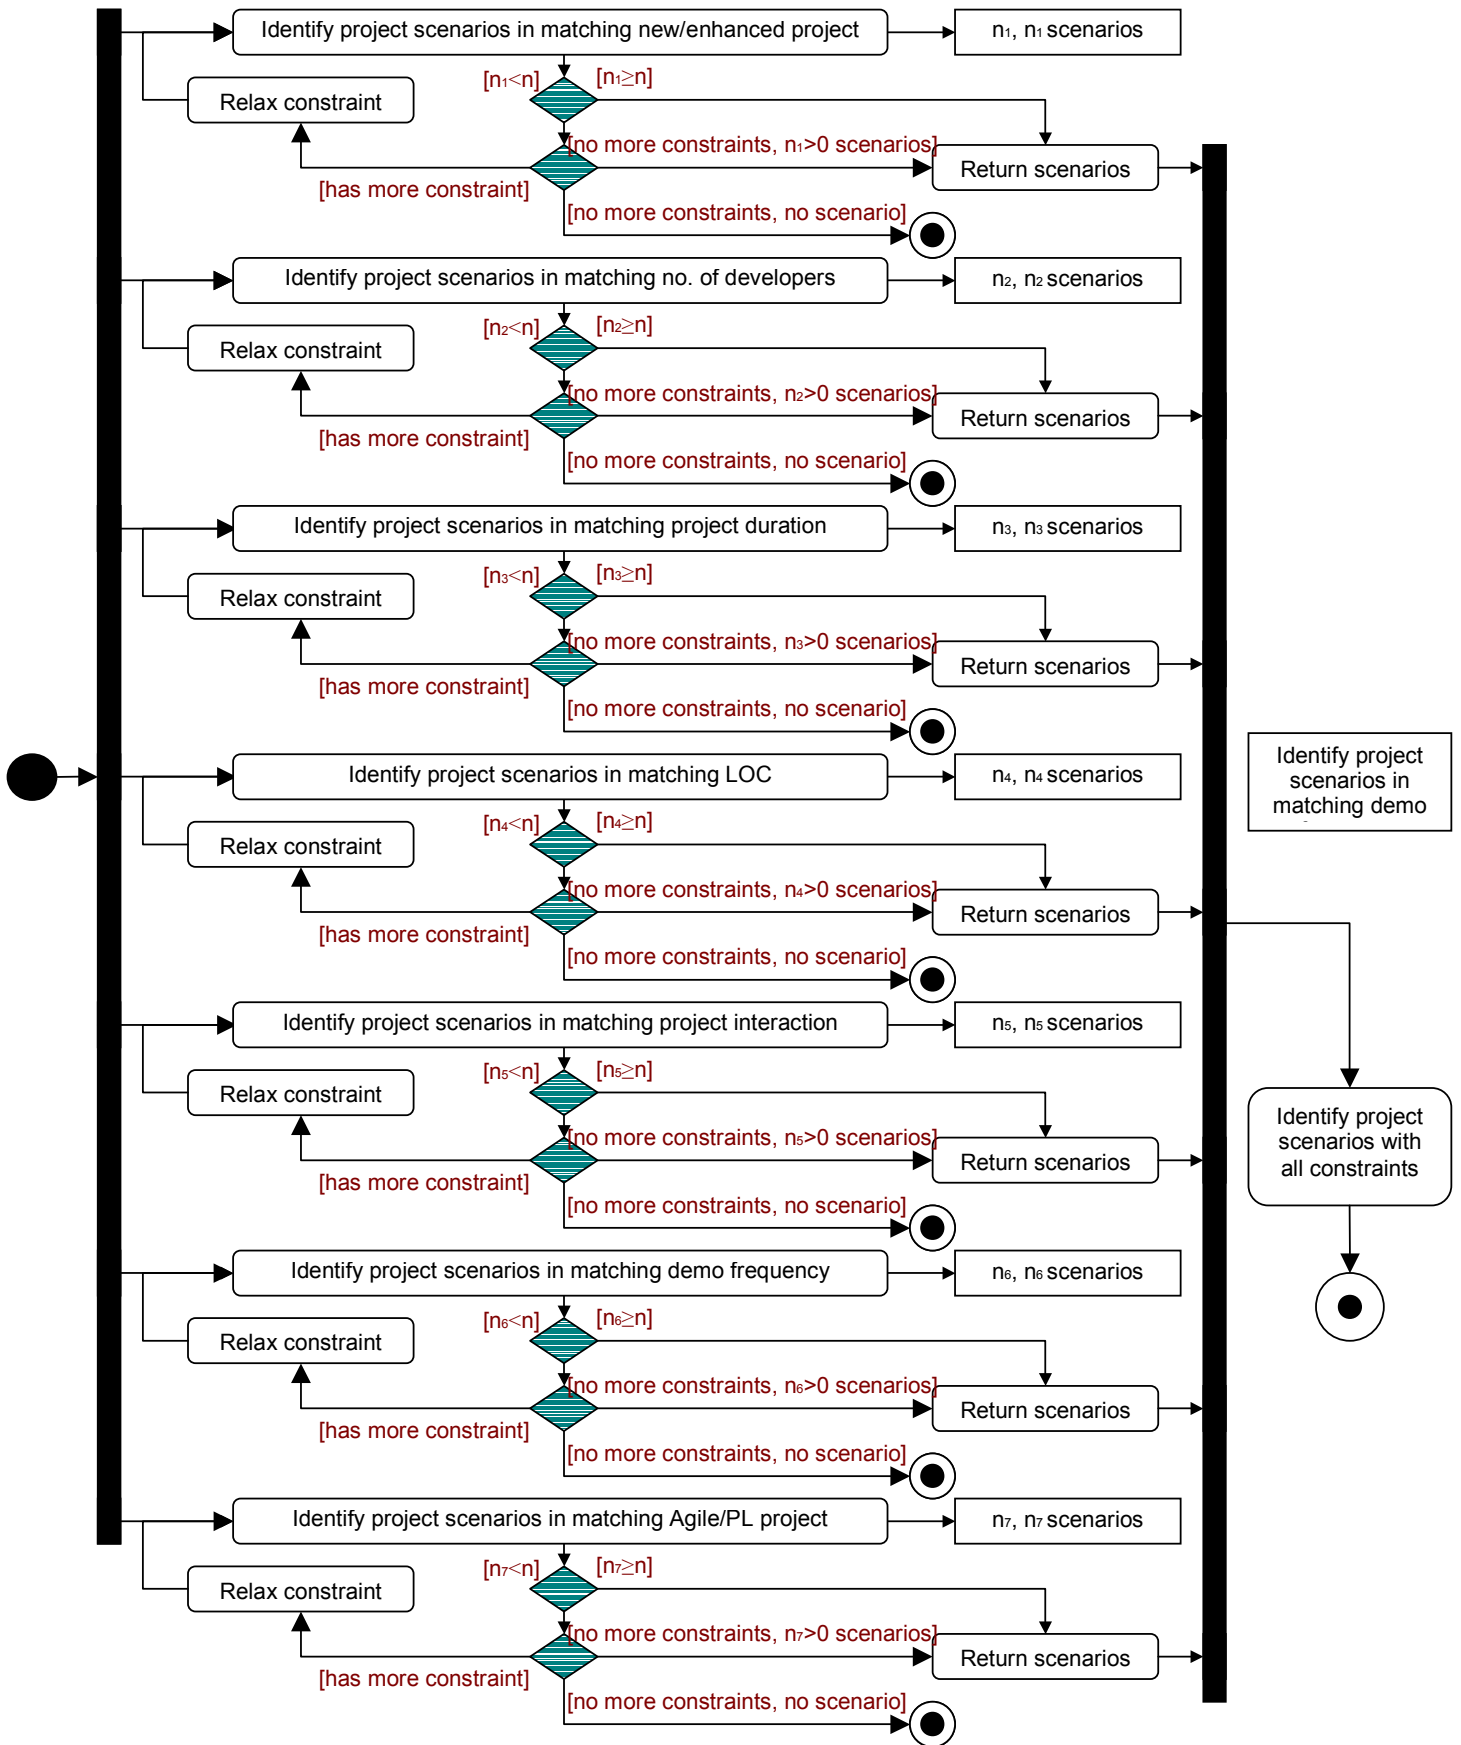 Identify project scenarios in matching new/enhanced project
n1, n1 scenarios
[n1<n]
[n1≥n]
Relax constraint
[no more constraints, n1>0 scenarios]
Return scenarios
[has more constraint]
[no more constraints, no scenario]
Identify project scenarios in matching no. of developers
n2, n2 scenarios
[n2<n]
[n2≥n]
Relax constraint
[no more constraints, n2>0 scenarios]
Return scenarios
[has more constraint]
[no more constraints, no scenario]
Identify project scenarios in matching project duration
n3, n3 scenarios
[n3<n]
[n3≥n]
Relax constraint
[no more constraints, n3>0 scenarios]
Return scenarios
[has more constraint]
[no more constraints, no scenario]
Identify project scenarios in matching LOC
n4, n4 scenarios
[n4<n]
[n4≥n]
Relax constraint
[no more constraints, n4>0 scenarios]
Return scenarios
[has more constraint]
[no more constraints, no scenario]
Identify project scenarios in matching project interaction
n5, n5 scenarios
[n5<n]
[n5≥n]
Relax constraint
[no more constraints, n5>0 scenarios]
Return scenarios
[has more constraint]
[no more constraints, no scenario]
Identify project scenarios in matching demo frequency
n6, n6 scenarios
[n6<n]
[n6≥n]
Relax constraint
[no more constraints, n6>0 scenarios]
Return scenarios
[has more constraint]
[no more constraints, no scenario]
Identify project scenarios in matching Agile/PL project
n7, n7 scenarios
[n7<n]
[n7≥n]
Relax constraint
[no more constraints, n7>0 scenarios]
Return scenarios
[has more constraint]
[no more constraints, no scenario]
Identify project
scenarios in
matching demo
Identify project
scenarios with
all constraints